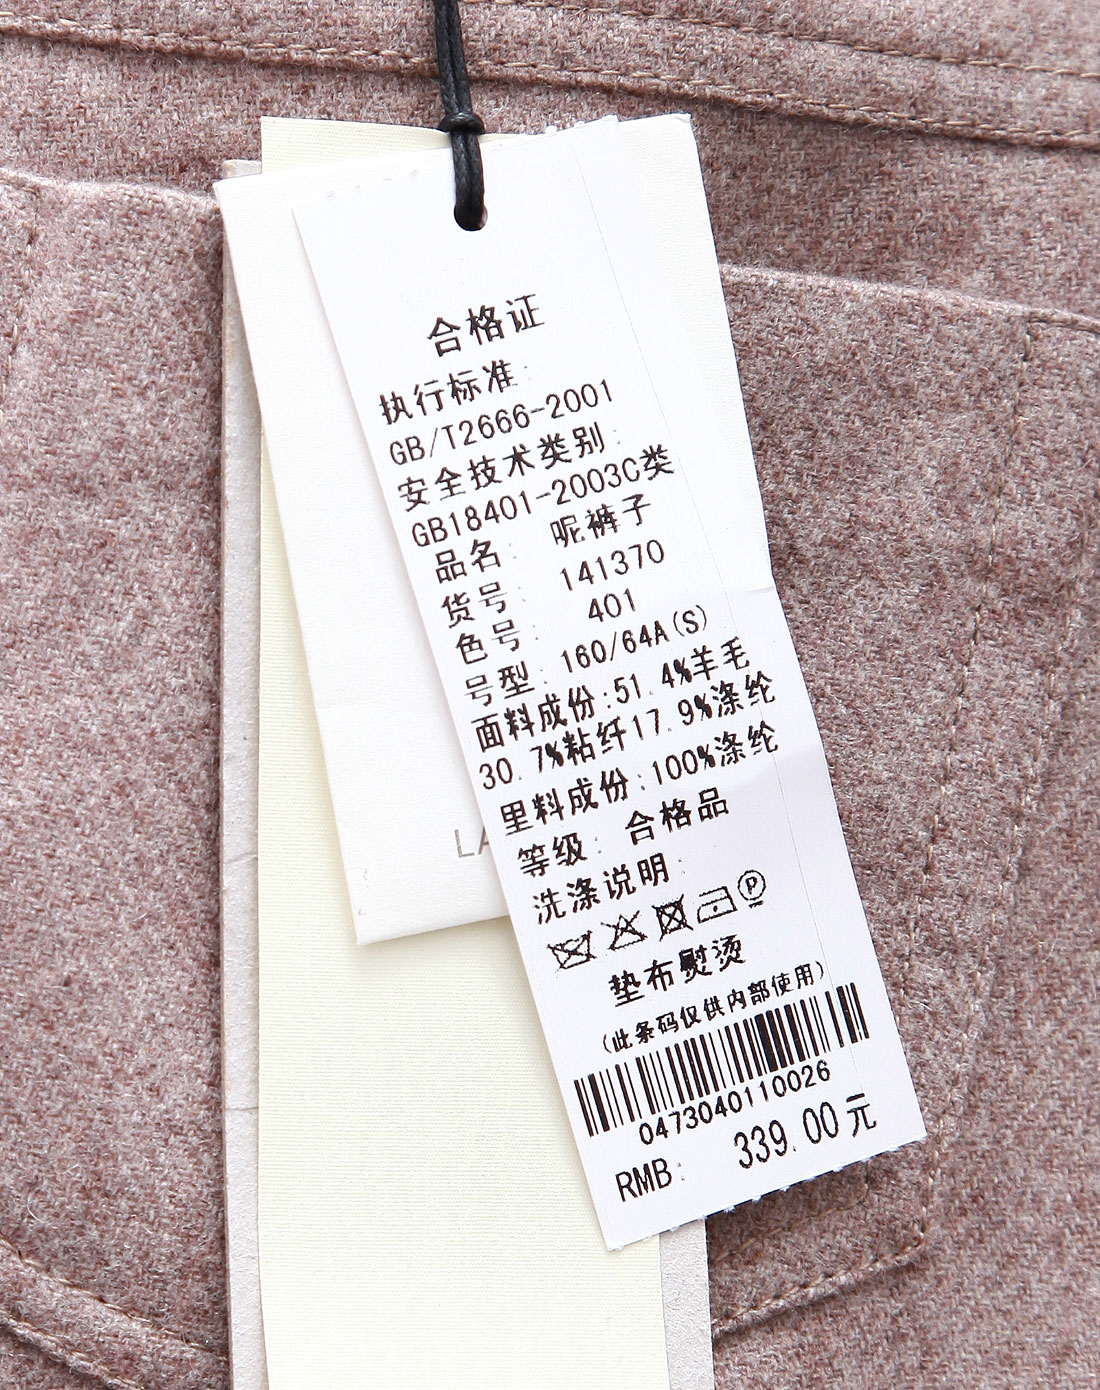 合格证
执行标准:
GB/T2666-2001
安全技术类别:
GB18401-2003C类
品名: 昵裤子
货号: 141370
色号: 401
号型: 160/64A(S)
面料成份:51.4%羊毛
30.7%粘纤17.9%涤纶
里料成份:100%涤纶
等级: 合格品
洗涤说明:
P
垫布熨烫
(此条码仅供内部使用)
0473040110026
RMB: 339.00元
LA